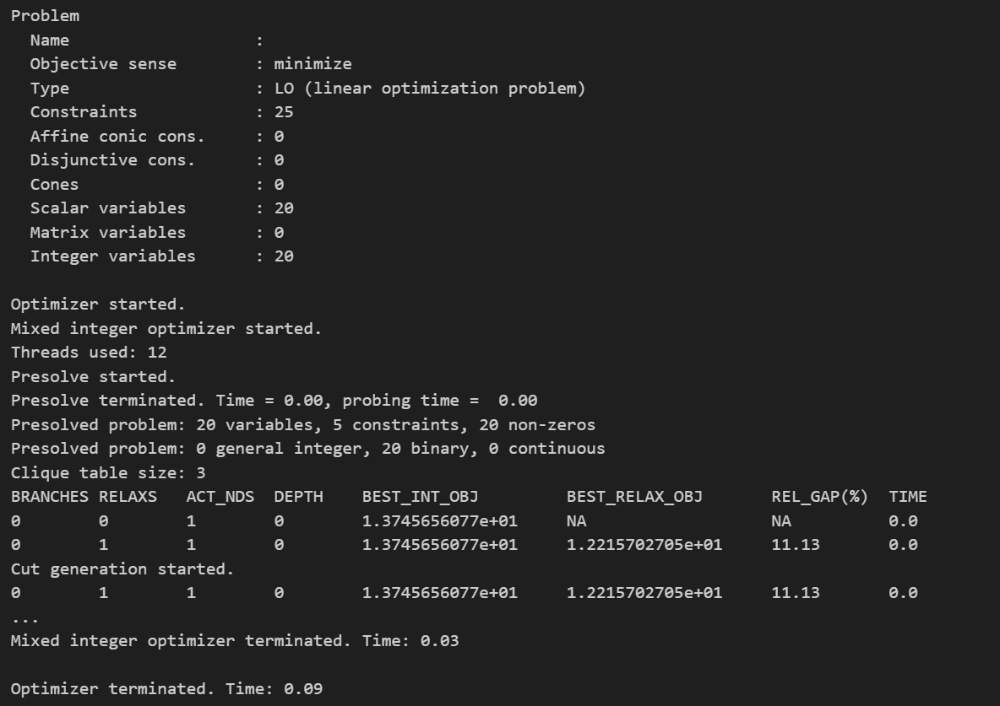 Problem
  Name                   :
  Objective sense        : minimize
  Type                   : LO (linear optimization problem)
  Constraints            : 25
  Affine conic cons.     : 0
  Disjunctive cons.      : 0
  Cones                  : 0
  Scalar variables       : 20
  Matrix variables       : 0
  Integer variables      : 20

Optimizer started.
Mixed integer optimizer started.
Threads used: 12
Presolve started.
Presolve terminated. Time = 0.00, probing time =  0.00
Presolved problem: 20 variables, 5 constraints, 20 non-zeros
Presolved problem: 0 general integer, 20 binary, 0 continuous
Clique table size: 3
BRANCHES RELAXS   ACT_NDS  DEPTH    BEST_INT_OBJ         BEST_RELAX_OBJ       REL_GAP(%)  TIME
0        0        1        0        1.3745656077e+01     NA                   NA          0.0
0        1        1        0        1.3745656077e+01     1.2215702705e+01     11.13       0.0
Cut generation started.
0        1        1        0        1.3745656077e+01     1.2215702705e+01     11.13       0.0
...
Mixed integer optimizer terminated. Time: 0.03

Optimizer terminated. Time: 0.09